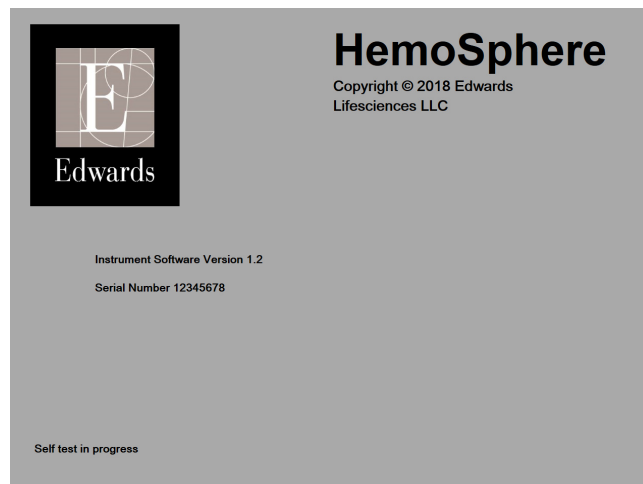 HemoSphere
Copyright © 2018 Edwards
Lifesciences LLC
E
Edwards
Instrument Software Version 1.2
Serial Number 12345678
Self test in progress